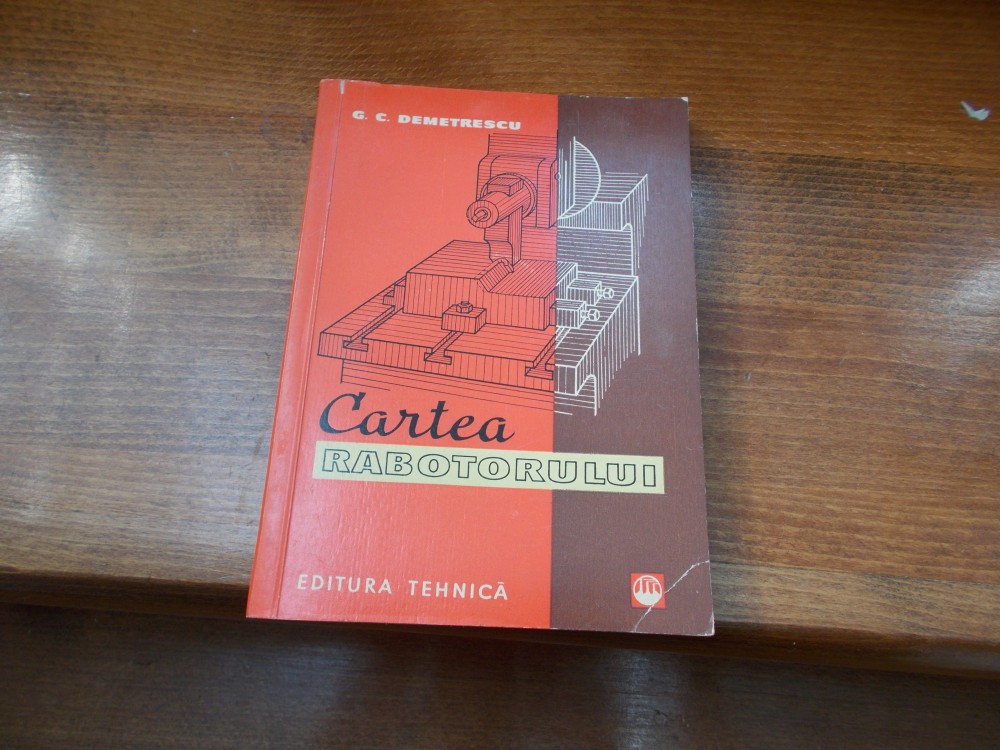 G. C. DEMETRESCU
Cartea
RABOTORULUI
EDITURA TEHNICĂ